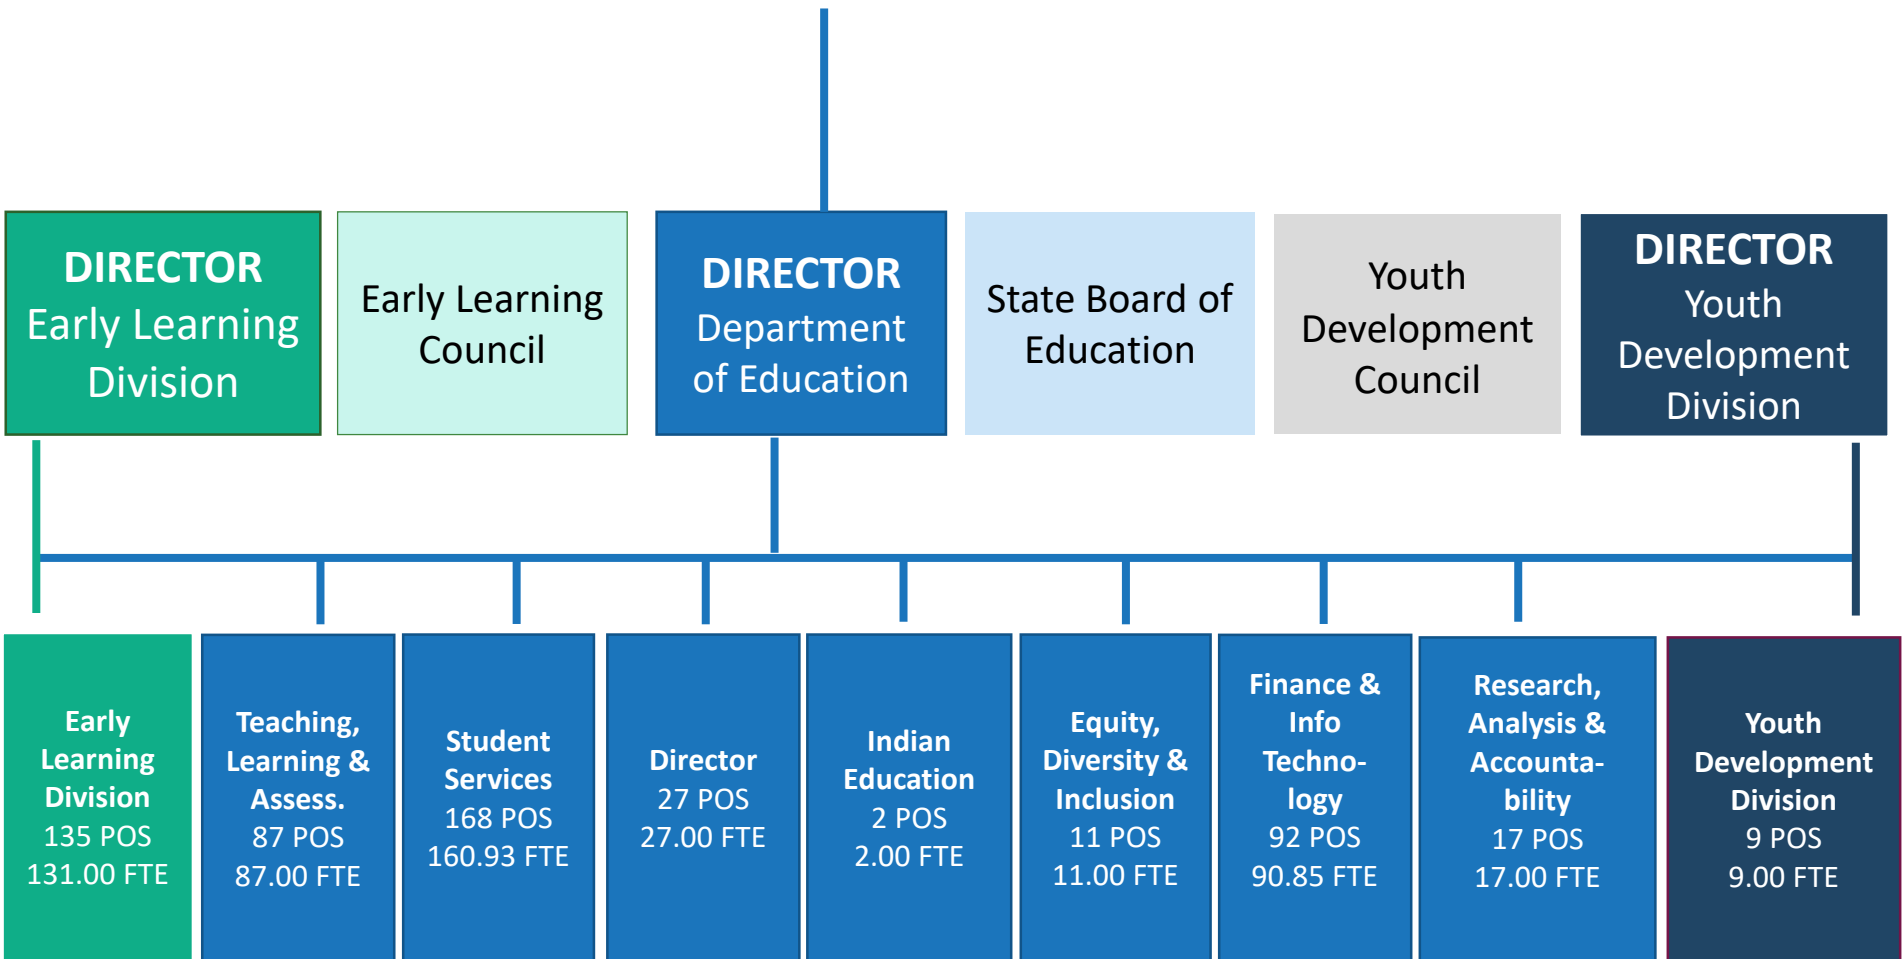 DIRECTOR
Early Learning
Division
Early Learning
Council
DIRECTOR
Department
of Education
State Board of
Education
Youth
Development
Council
DIRECTOR
Youth
Development
Division
Early
Learning
Division
135 POS
131.00 FTE
Teaching,
Learning &
Assess.
87 POS
87.00 FTE
Student
Services
168 POS
160.93 FTE
Director
27 POS
27.00 FTE
Indian
Education
2 POS
2.00 FTE
Equity,
Diversity &
Inclusion
11 POS
11.00 FTE
Finance &
Info
Techno-
logy
92 POS
90.85 FTE
Research,
Analysis &
Accounta-
bility
17 POS
17.00 FTE
Youth
Development
Division
9 POS
9.00 FTE